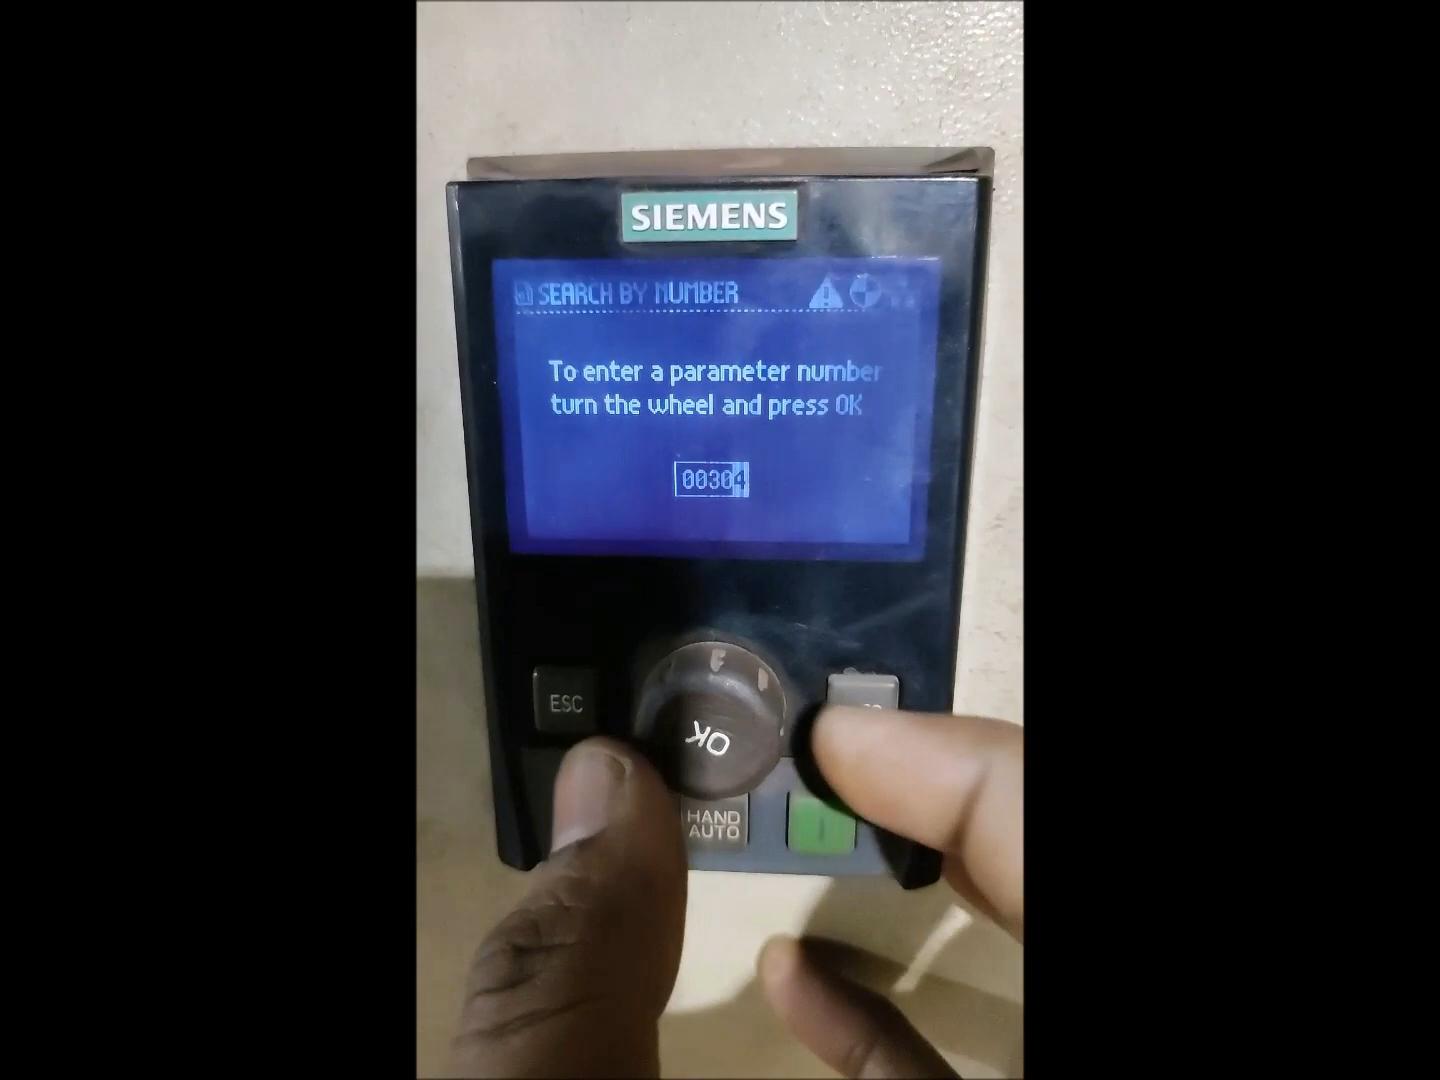 SIEMENS
SEARCH BY NUMBER
To enter a parameter number
turn the wheel and press OK
00304
ESC
OK
HAND
AUTO